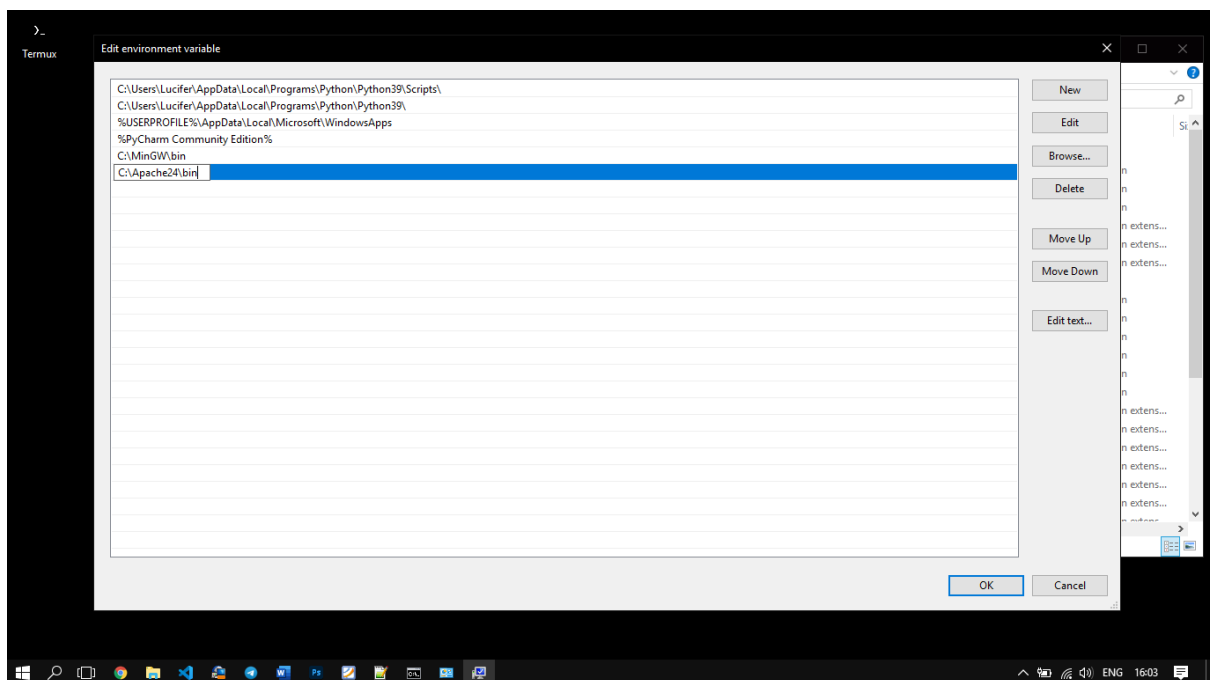 Termux
Edit environment variable
C:\Users\Lucifer\AppData\Local\Programs\Python\Python39\Scripts\
C:\Users\Lucifer\AppData\Local\Programs\Python\Python39\
%USERPROFILE%\AppData\Local\Microsoft\WindowsApps
%PyCharm Community Edition%
C:\MinGW\bin
C:\Apache24\bin
New
Edit
Browse...
Delete
Move Up
Move Down
Edit text...
OK
Cancel
Si
n
n
n
n extens...
n extens...
n extens...
n
n
n
n
n
n
n extens...
n extens...
n extens...
n extens...
n extens...
n extens...
ENG 16:03